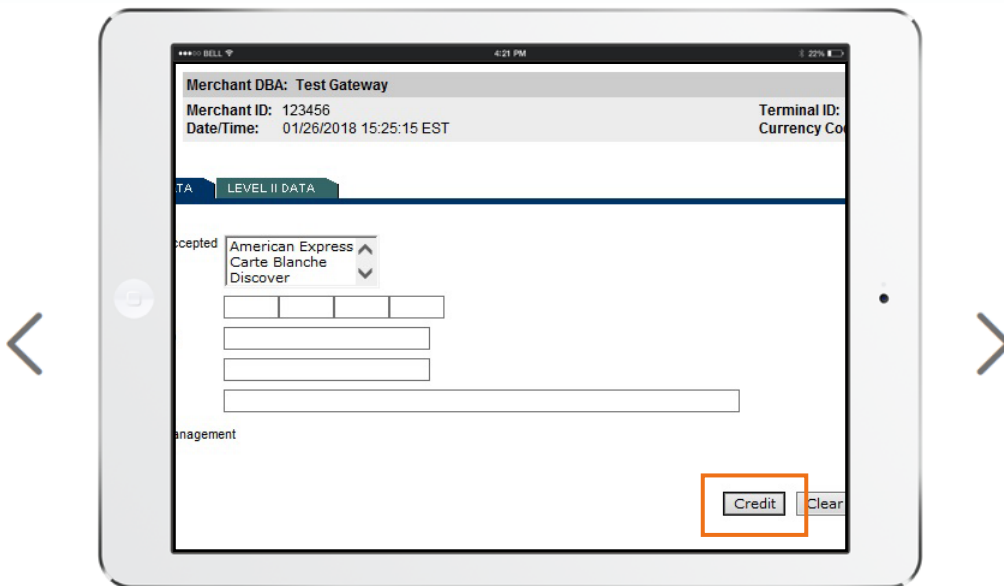 BELL 4:21 PM 22%
Merchant DBA: Test Gateway
Merchant ID: 123456 Terminal ID:
Date/Time: 01/26/2018 15:25:15 EST Currency Co
TA LEVEL II DATA
ccepted
American Express
Carte Blanche
Discover
anagement
Credit Clear